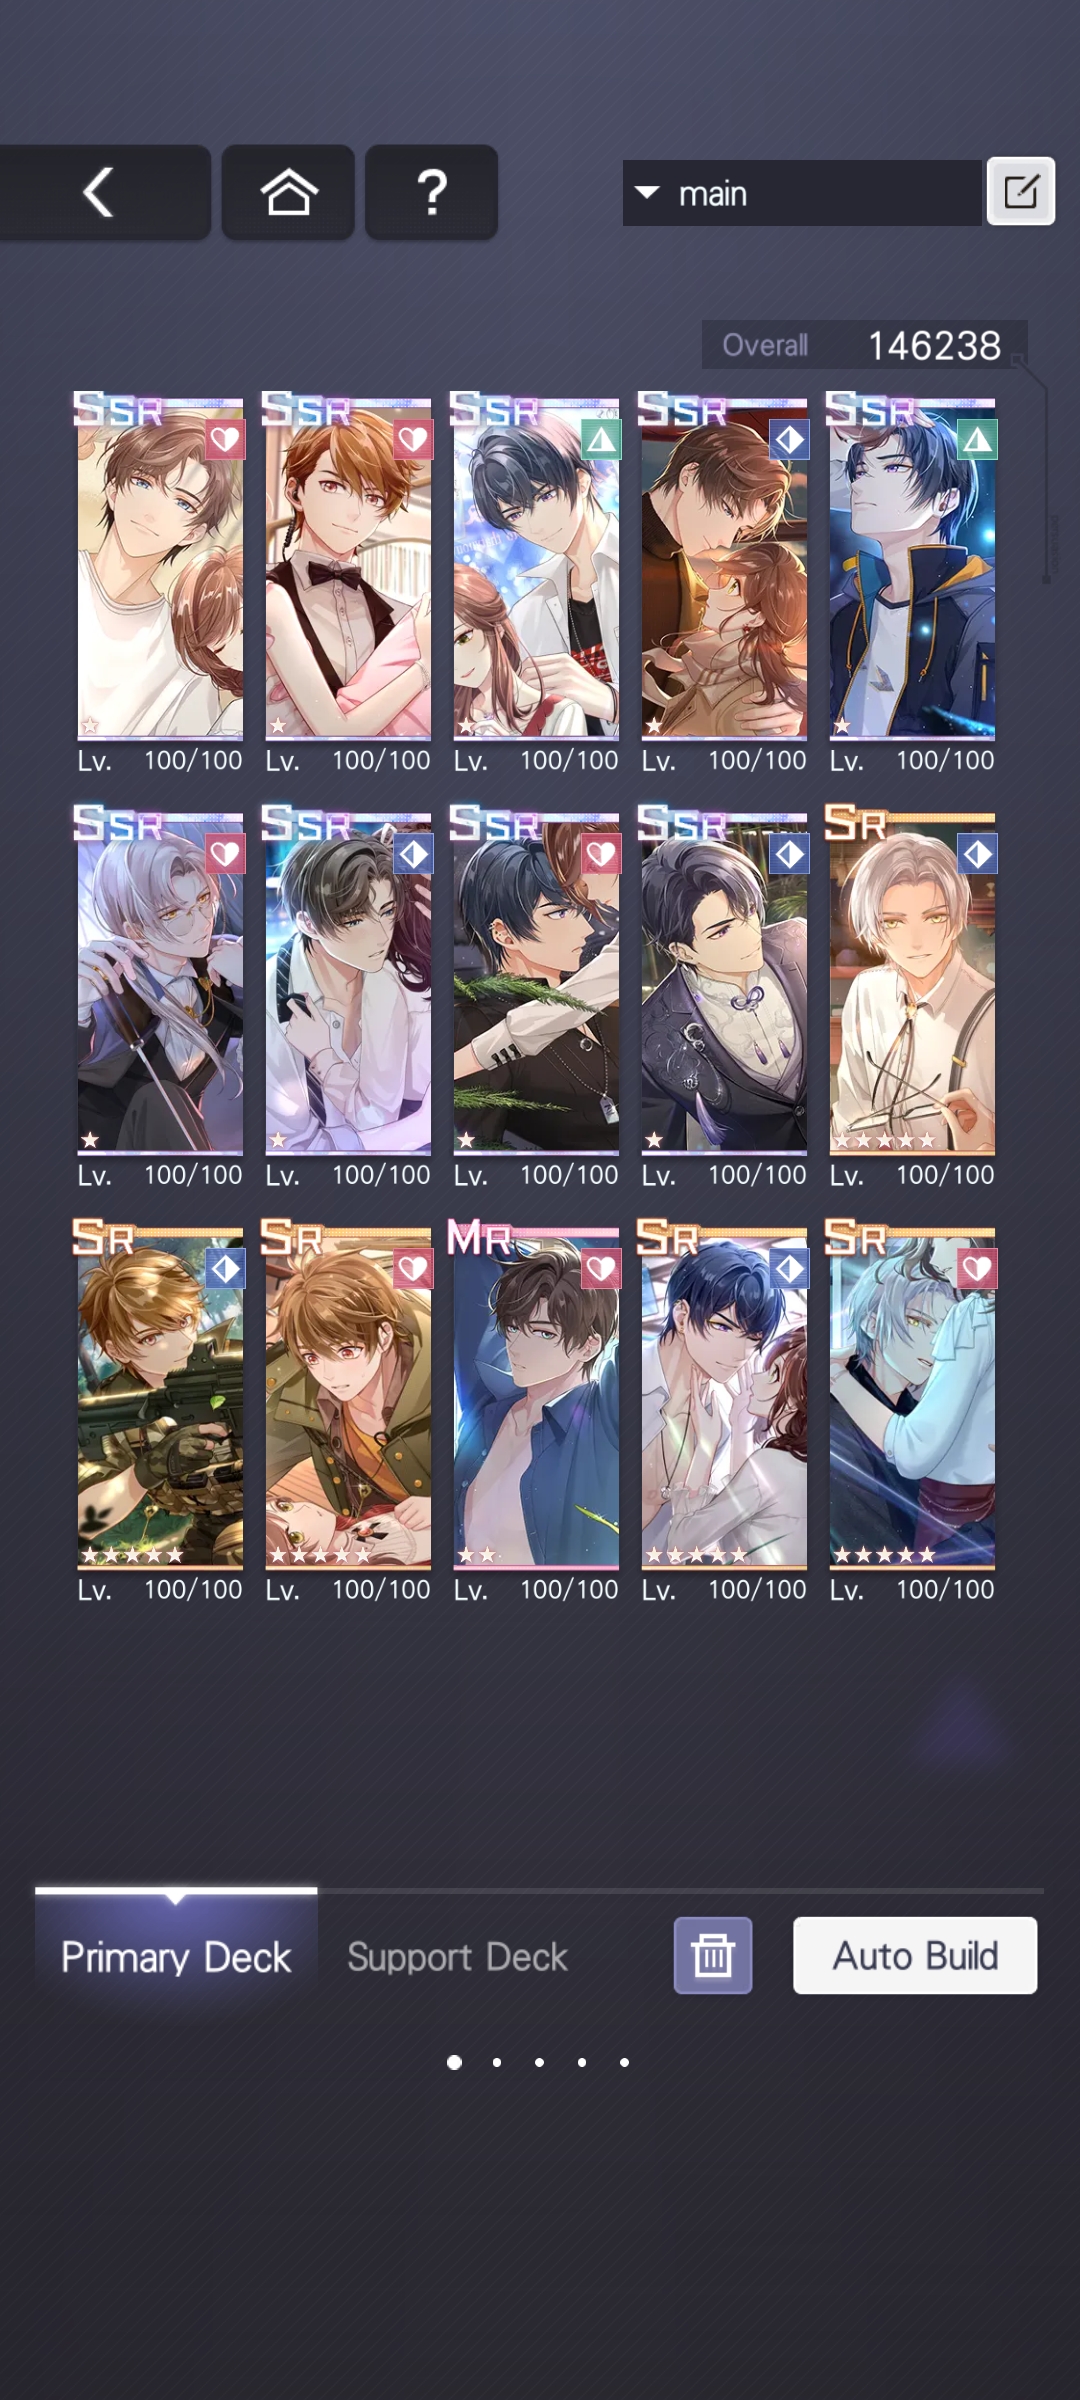 main
Overall 146238
SSR SSR SSR SSR SSR
Lv. 100/100 Lv. 100/100 Lv. 100/100 Lv. 100/100 Lv. 100/100
SSR SSR SSR SSR SR
Lv. 100/100 Lv. 100/100 Lv. 100/100 Lv. 100/100 Lv. 100/100
SR SR MR SR SR
Lv. 100/100 Lv. 100/100 Lv. 100/100 Lv. 100/100 Lv. 100/100
Primary Deck Support Deck Auto Build